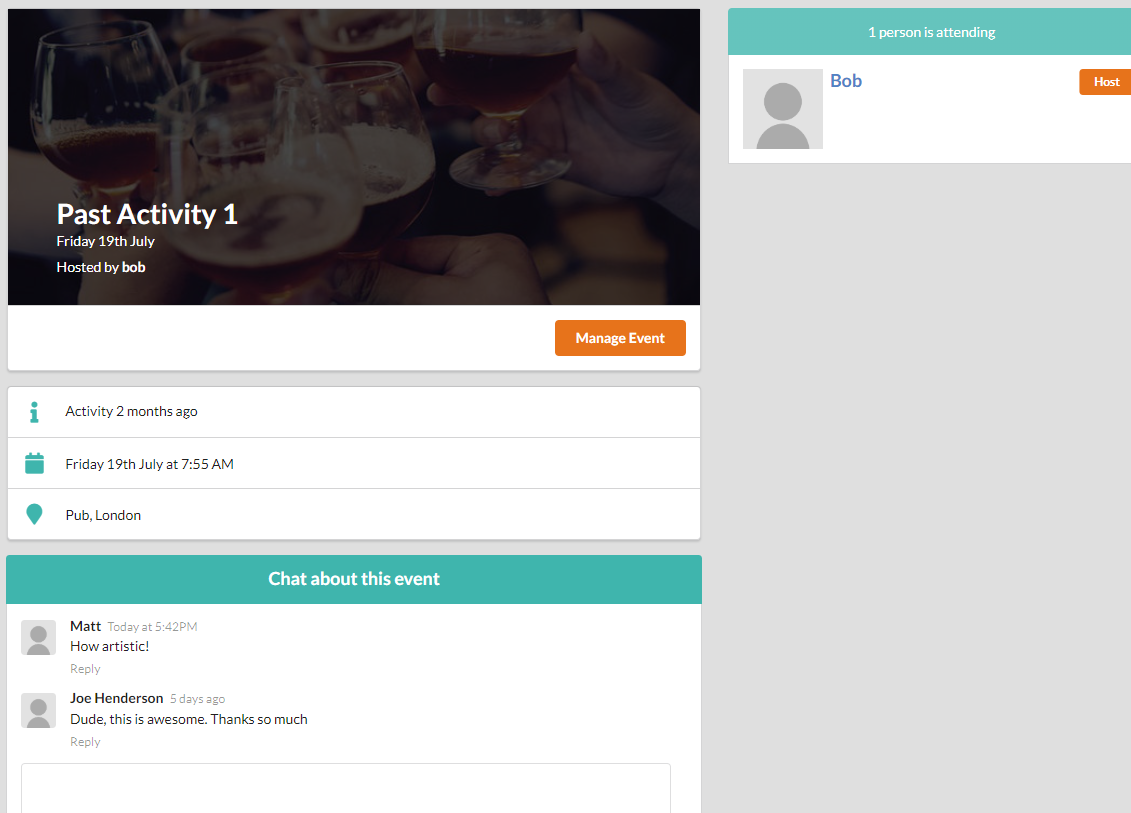 Past Activity 1
Friday 19th July
Hosted by bob
Manage Event
Activity 2 months ago
Friday 19th July at 7:55 AM
Pub, London
Chat about this event
Matt Today at 5:42PM
How artistic!
Reply
Joe Henderson 5 days ago
Dude, this is awesome. Thanks so much
Reply
1 person is attending
Bob
Host